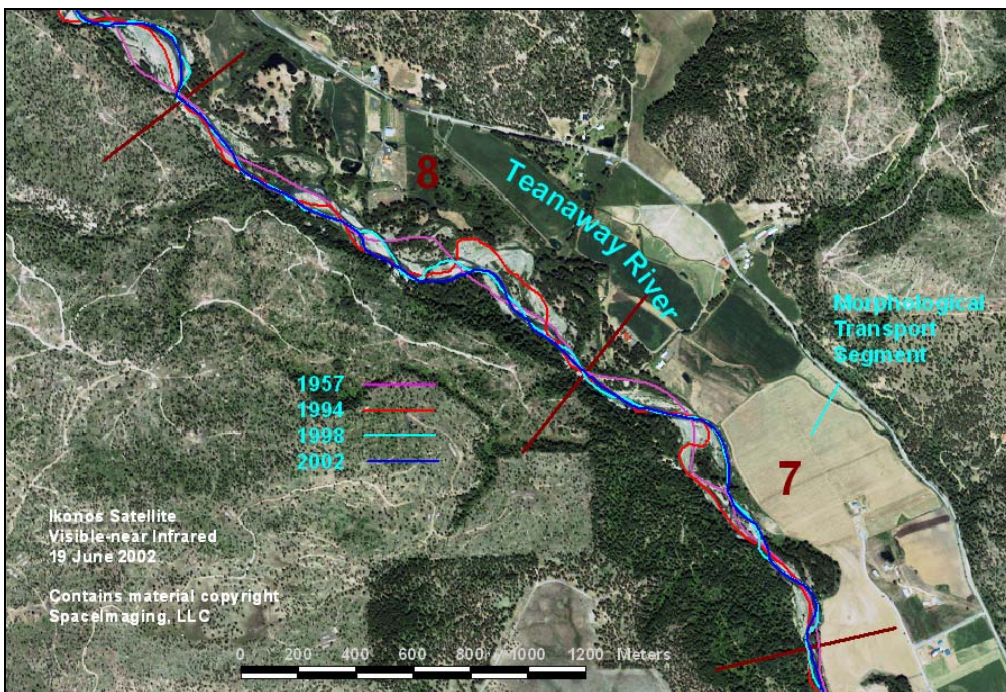 8
Teanaway River
Morphological
Transport
Segment
1957
1994
1998
2002
7
Ikonos Satellite
Visible-near Infrared
19 June 2002
Contains material copyright
SpaceImaging, LLC
0 200 400 600 800 1000 1200 Meters